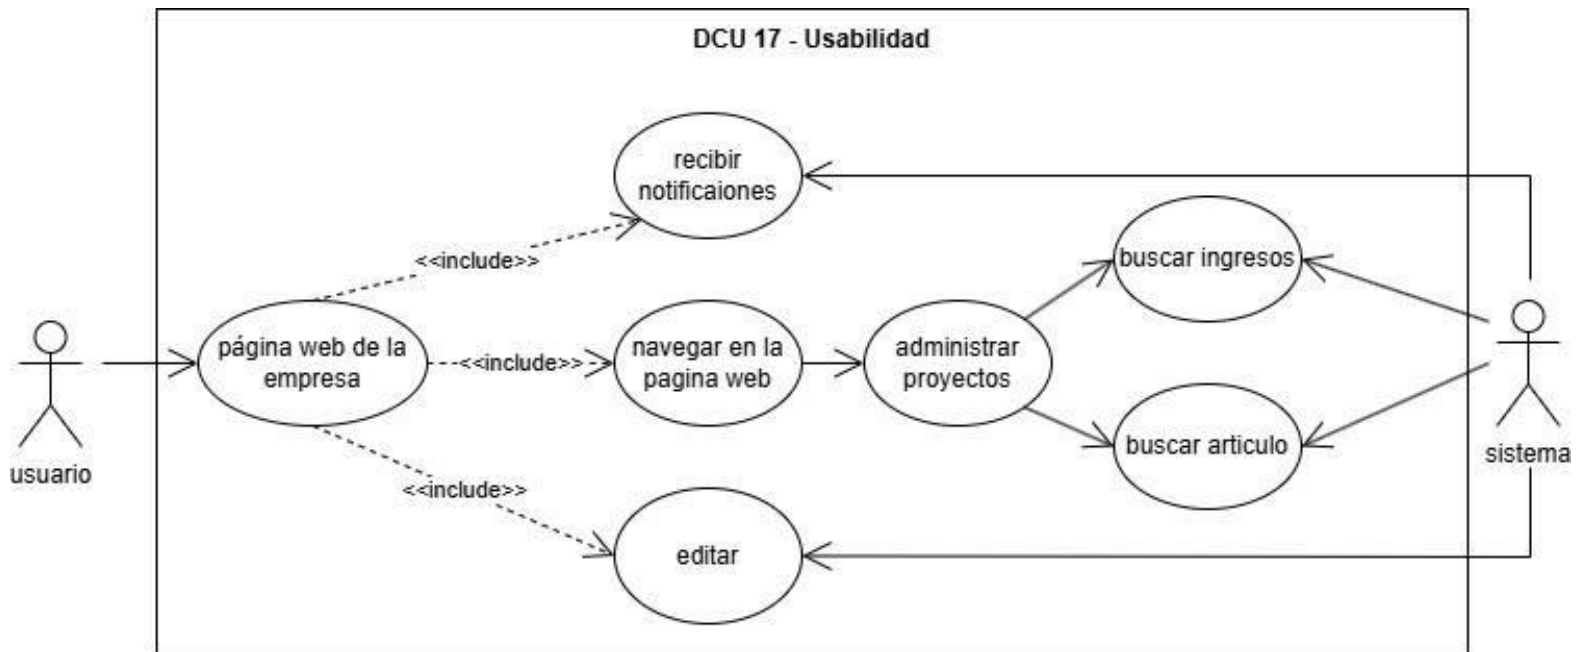 DCU 17 - Usabilidad
recibir
notificaiones
<<include>>
buscar ingresos
página web de la
empresa
<<include>>
navegar en la
pagina web
administrar
proyectos
buscar articulo
usuario
sistema
<<include>>
editar